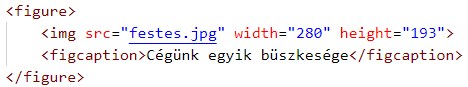 <figure>
<img src="festes.jpg" width="280" height="193">
<figcaption>Cégünk egyik büszkesége</figcaption>
</figure>